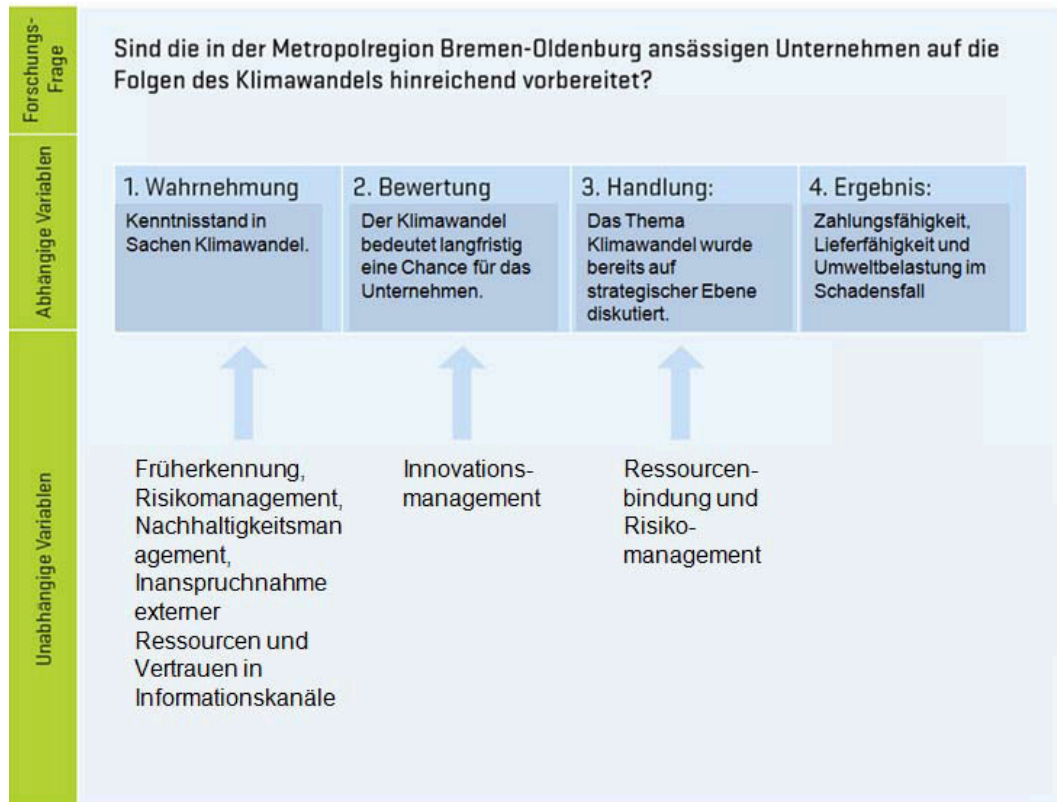 Forschungs-
Frage
Sind die in der Metropolregion Bremen-Oldenburg ansässigen Unternehmen auf die
Folgen des Klimawandels hinreichend vorbereitet?
Abhängige Variablen
1. Wahrnehmung
Kenntnisstand in
Sachen Klimawandel.
2. Bewertung
Der Klimawandel
bedeutet langfristig
eine Chance für das
Unternehmen.
3. Handlung:
Das Thema
Klimawandel wurde
bereits auf
strategischer Ebene
diskutiert.
4. Ergebnis:
Zahlungsfähigkeit,
Lieferfähigkeit und
Umweltbelastung im
Schadensfall
Unabhängige Variablen
Früherkennung,
Risikomanagement,
Nachhaltigkeitsman
agement,
Inanspruchnahme
externer
Ressourcen und
Vertrauen in
Informationskanäle
Innovations-
management
Ressourcen-
bindung und
Risiko-
management